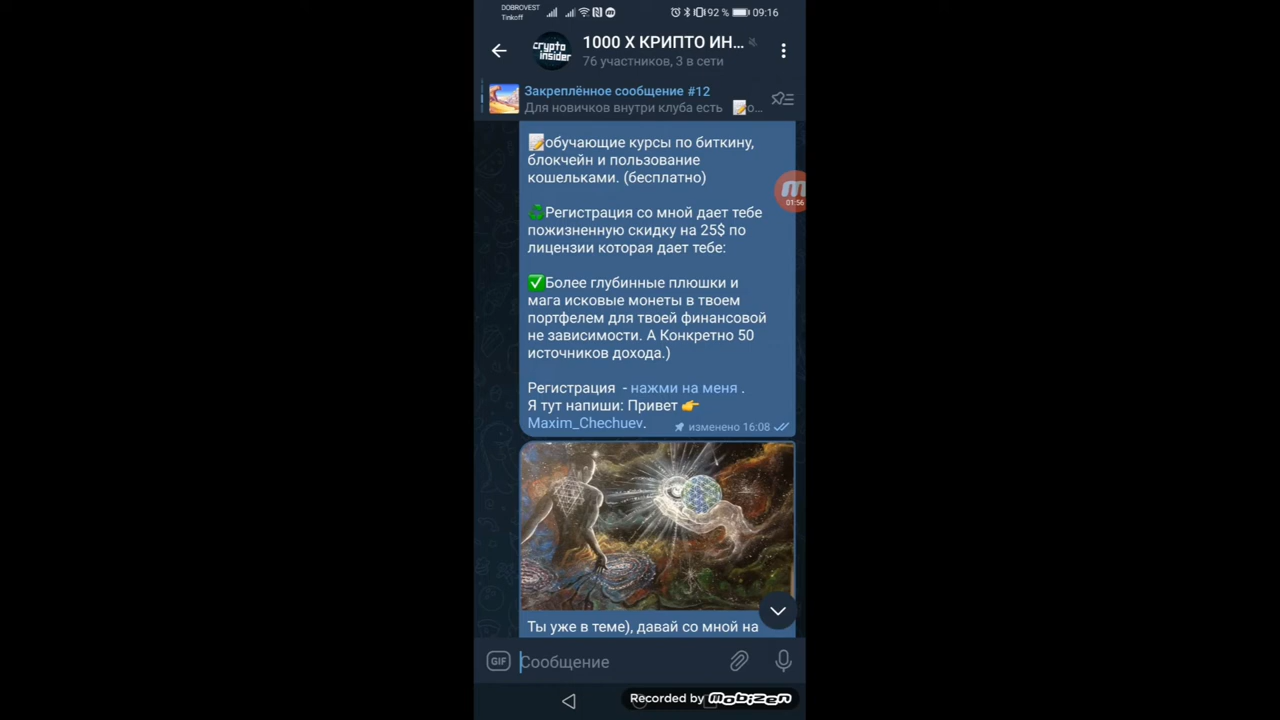 DOBROVEST
Tinkoff
92 %
09:16
crypto
insider
1000 X КРИПТО ИН...
76 участников, 3 в сети
Закреплённое сообщение #12
Для новичков внутри клуба есть 📝о...
📝обучающие курсы по биткину,
блокчейн и пользование
кошельками. (бесплатно)
01:56
♻Регистрация со мной дает тебе
пожизненную скидку на 25$ по
лицензии которая дает тебе:
✅Более глубинные плюшки и
мага исковые монеты в твоем
портфелем для твоей финансовой
не зависимости. А Конкретно 50
источников дохода.)
Регистрация - нажми на меня .
Я тут напиши: Привет 👉
Maxim_Chechuev.
изменено 16:08
Ты уже в теме), давай со мной на
GIF Сообщение
Recorded by mobizen